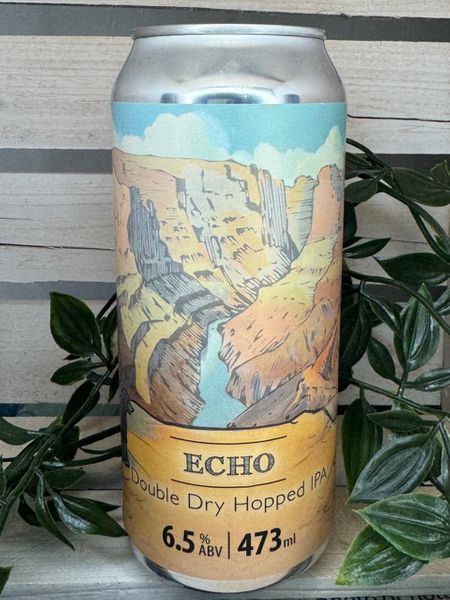 ECHO
Double Dry Hopped IPA
6.5% ABV | 473ml